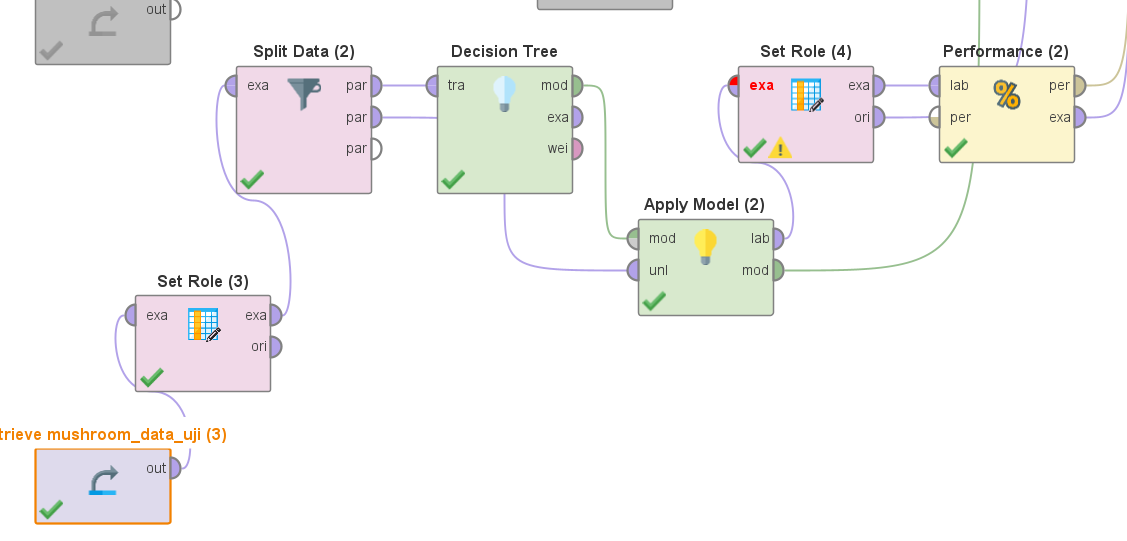 out
Split Data (2)
exa
par
par
par
Decision Tree
tra
mod
exa
wei
Set Role (4)
exa
exa
ori
Performance (2)
lab
per
per
exa
%
Apply Model (2)
mod
unl
lab
mod
Set Role (3)
exa
exa
ori
trieve mushroom_data_uji (3)
out